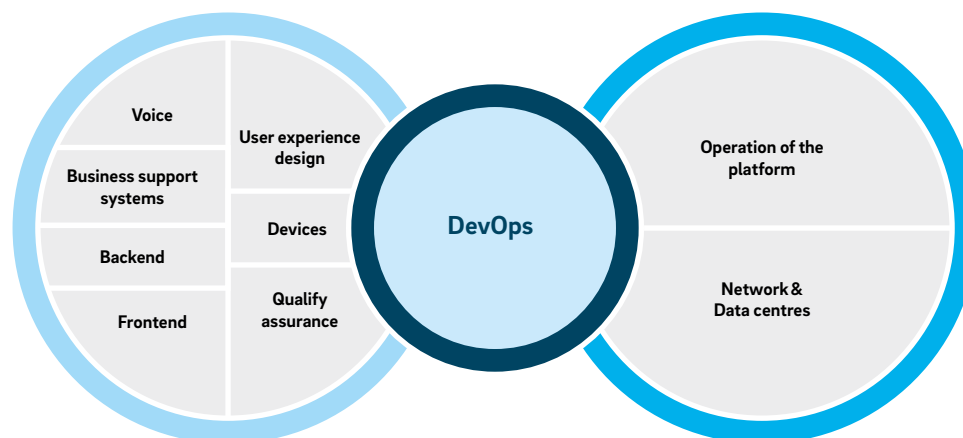 Voice
Business support
systems
Backend
Frontend
User experience
design
Devices
Qualify
assurance
DevOps
Operation of the
platform
Network &
Data centres